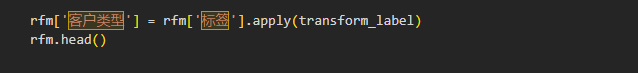 rfm['客户类型'] = rfm['标签'].apply(transform_label)
rfm.head()